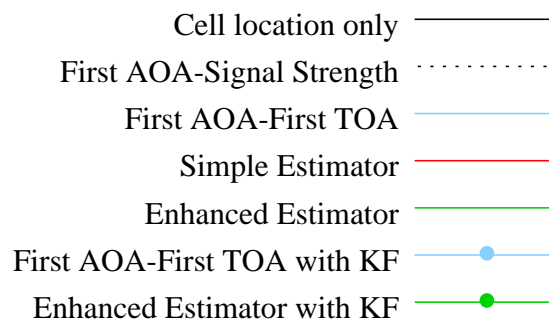 Cell location only
First AOA-Signal Strength
First AOA-First TOA
Simple Estimator
Enhanced Estimator
First AOA-First TOA with KF
Enhanced Estimator with KF